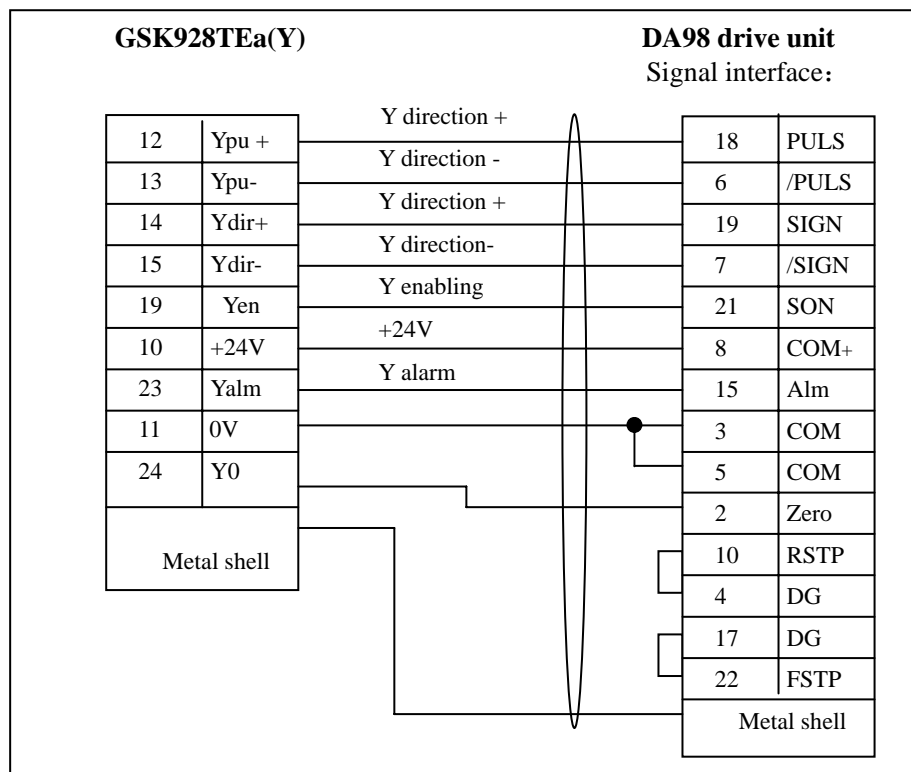 GSK928TEa(Y)
DA98 drive unit
Signal interface：
12 Ypu + Y direction + 18 PULS
13 Ypu- Y direction - 6 /PULS
14 Ydir+ Y direction + 19 SIGN
15 Ydir- Y direction- 7 /SIGN
19 Yen Y enabling 21 SON
10 +24V +24V 8 COM+
23 Yalm Y alarm 15 Alm
11 0V 3 COM
24 Y0 5 COM
2 Zero
Metal shell 10 RSTP
4 DG
17 DG
22 FSTP
Metal shell